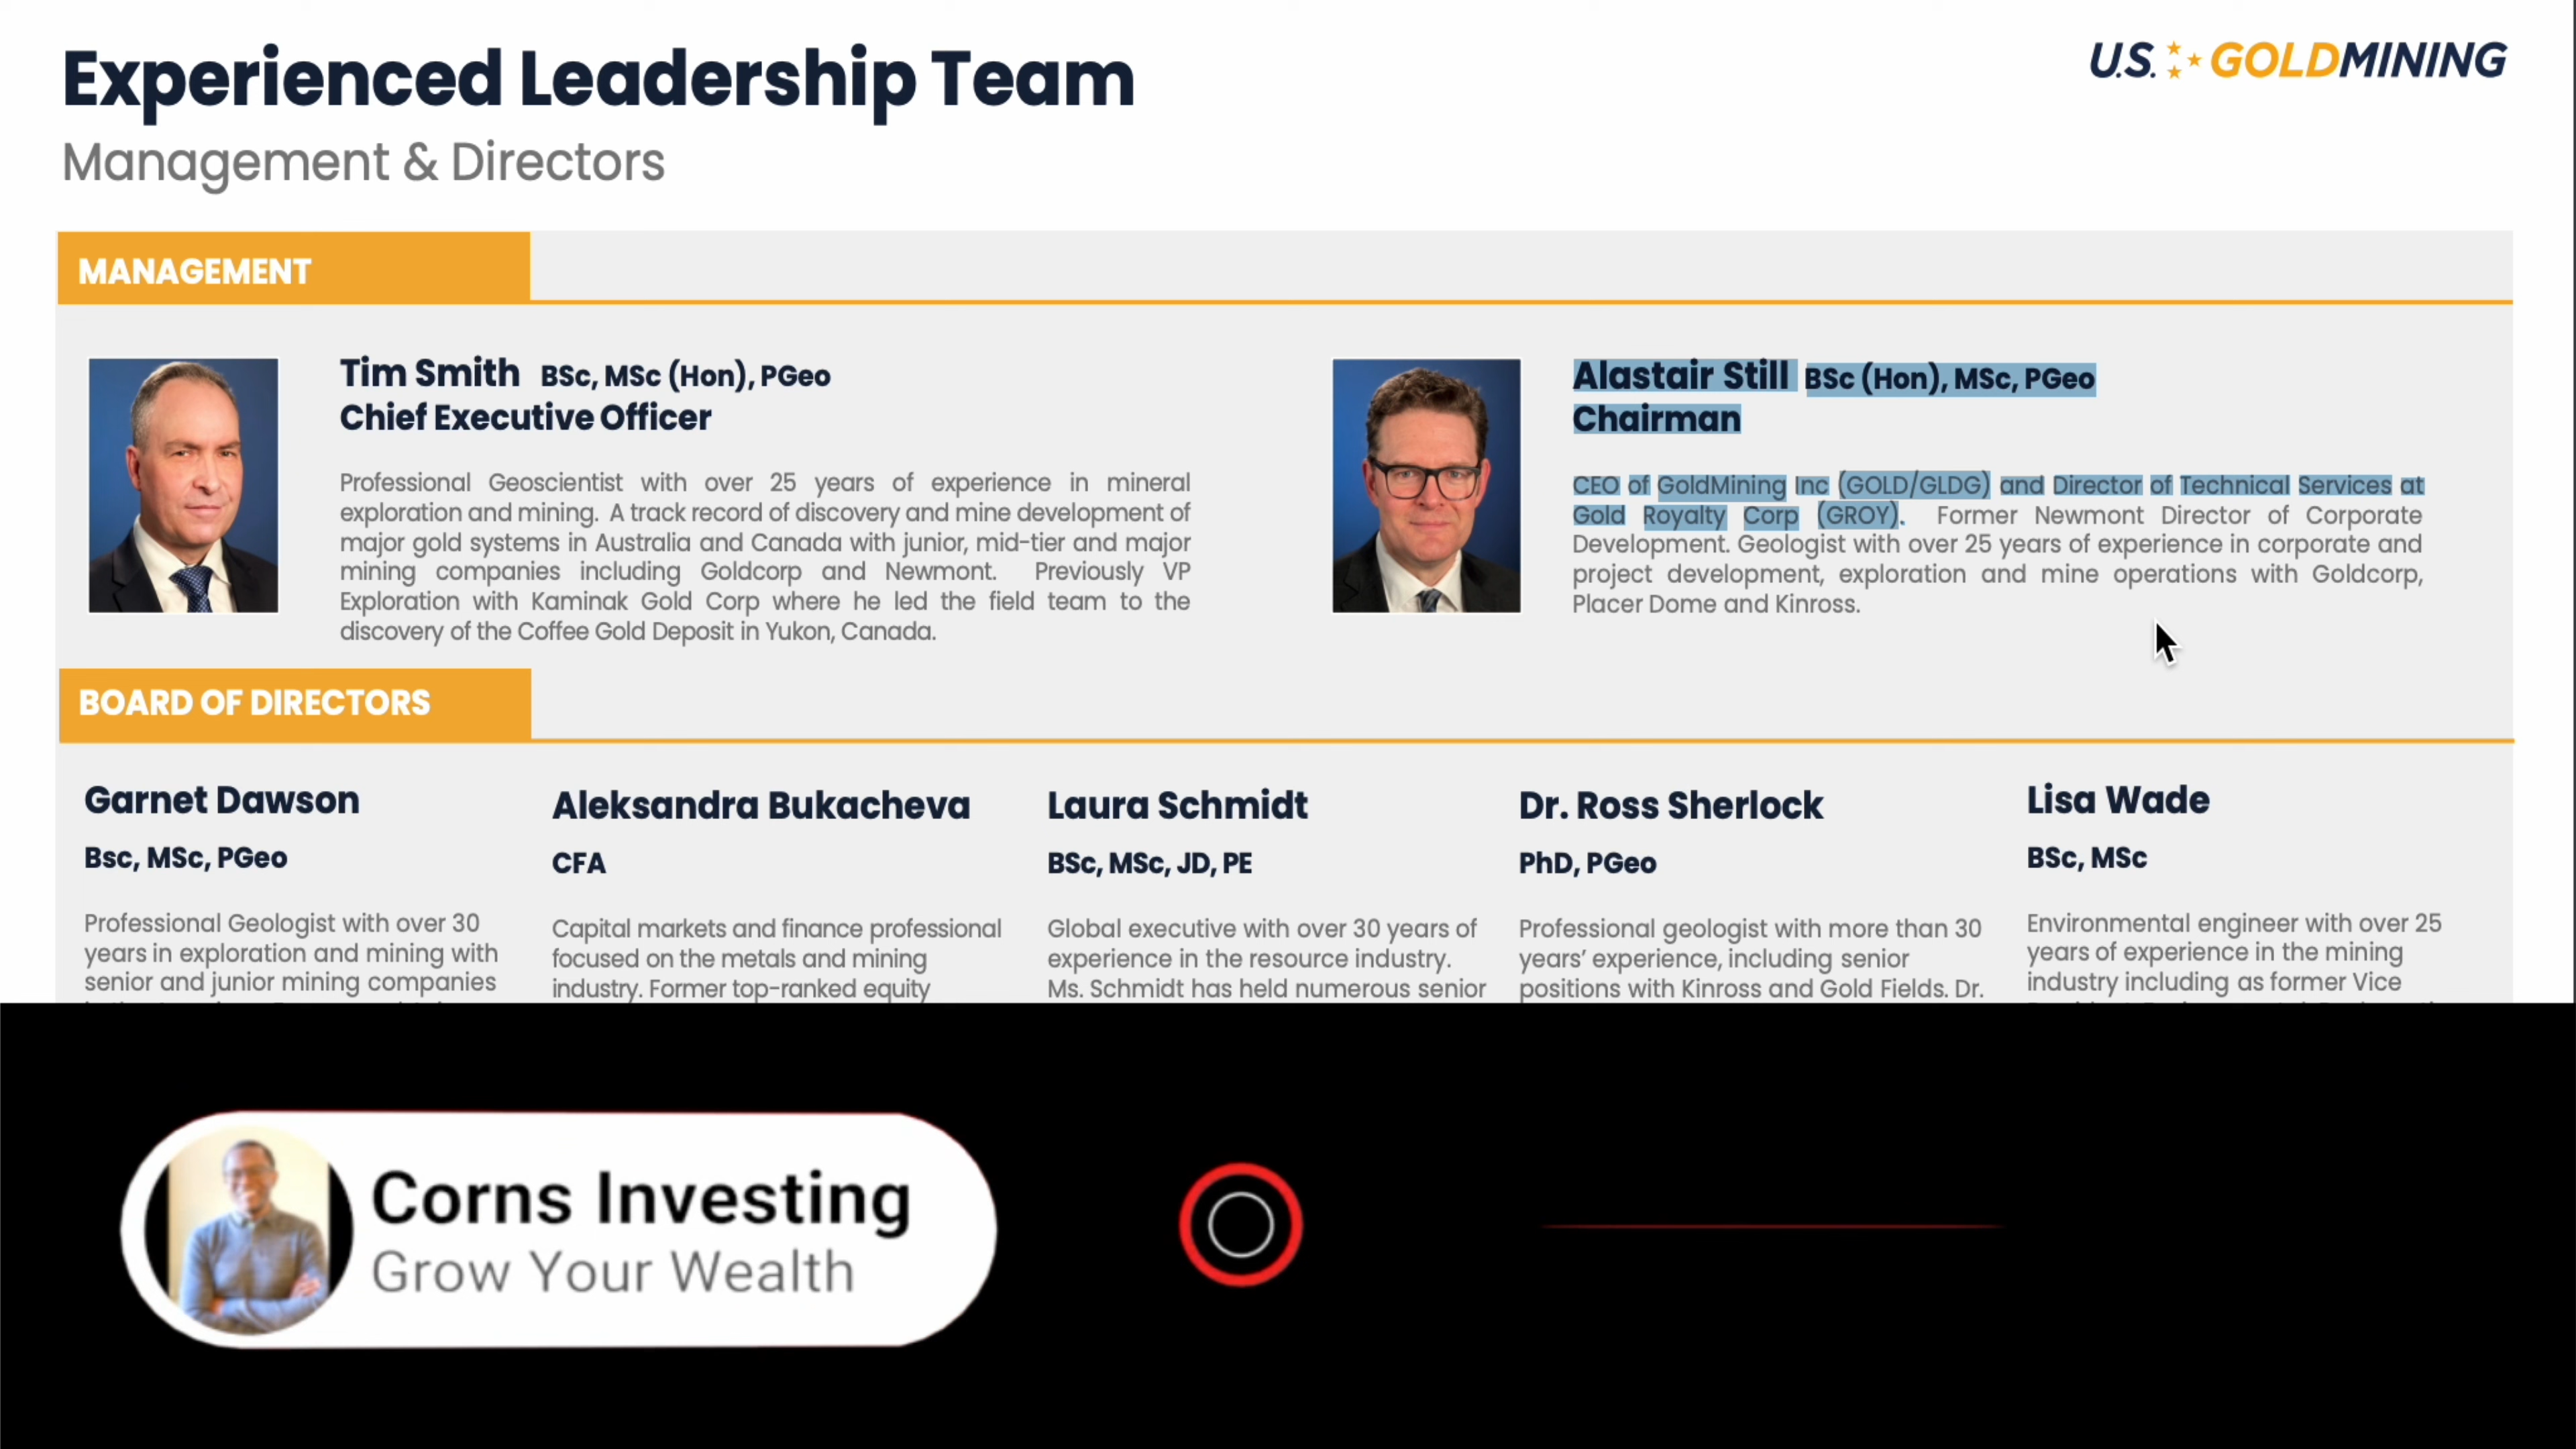 Experienced Leadership Team
U.S. GOLDMINING
Management & Directors
MANAGEMENT
Tim Smith BSc, MSc (Hon), PGeo
Chief Executive Officer
Professional Geoscientist with over 25 years of experience in mineral
exploration and mining. A track record of discovery and mine development of
major gold systems in Australia and Canada with junior, mid-tier and major
mining companies including Goldcorp and Newmont. Previously VP
Exploration with Kaminak Gold Corp where he led the field team to the
discovery of the Coffee Gold Deposit in Yukon, Canada.
Alastair Still BSc (Hon), MSc, PGeo
Chairman
CEO of GoldMining Inc (GOLD/GLDG) and Director of Technical Services at
Gold Royalty Corp (GROY). Former Newmont Director of Corporate
Development. Geologist with over 25 years of experience in corporate and
project development, exploration and mine operations with Goldcorp,
Placer Dome and Kinross.
BOARD OF DIRECTORS
Garnet Dawson
Bsc, MSc, PGeo
Professional Geologist with over 30
years in exploration and mining with
senior and junior mining companies
Aleksandra Bukacheva
CFA
Capital markets and finance professional
focused on the metals and mining
industry. Former top-ranked equity
Laura Schmidt
BSc, MSc, JD, PE
Global executive with over 30 years of
experience in the resource industry.
Ms. Schmidt has held numerous senior
Dr. Ross Sherlock
PhD, PGeo
Professional geologist with more than 30
years' experience, including senior
positions with Kinross and Gold Fields. Dr.
Lisa Wade
BSc, MSc
Environmental engineer with over 25
years of experience in the mining
industry including as former Vice
Corns Investing
Grow Your Wealth